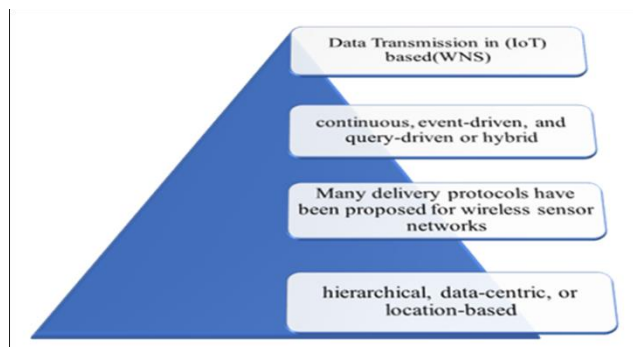 Data Transmission in (IoT)
based(WNS)
continuous, event-driven, and
query-driven or hybrid
Many delivery protocols have
been proposed for wireless sensor
networks
hierarchical, data-centric, or
location-based